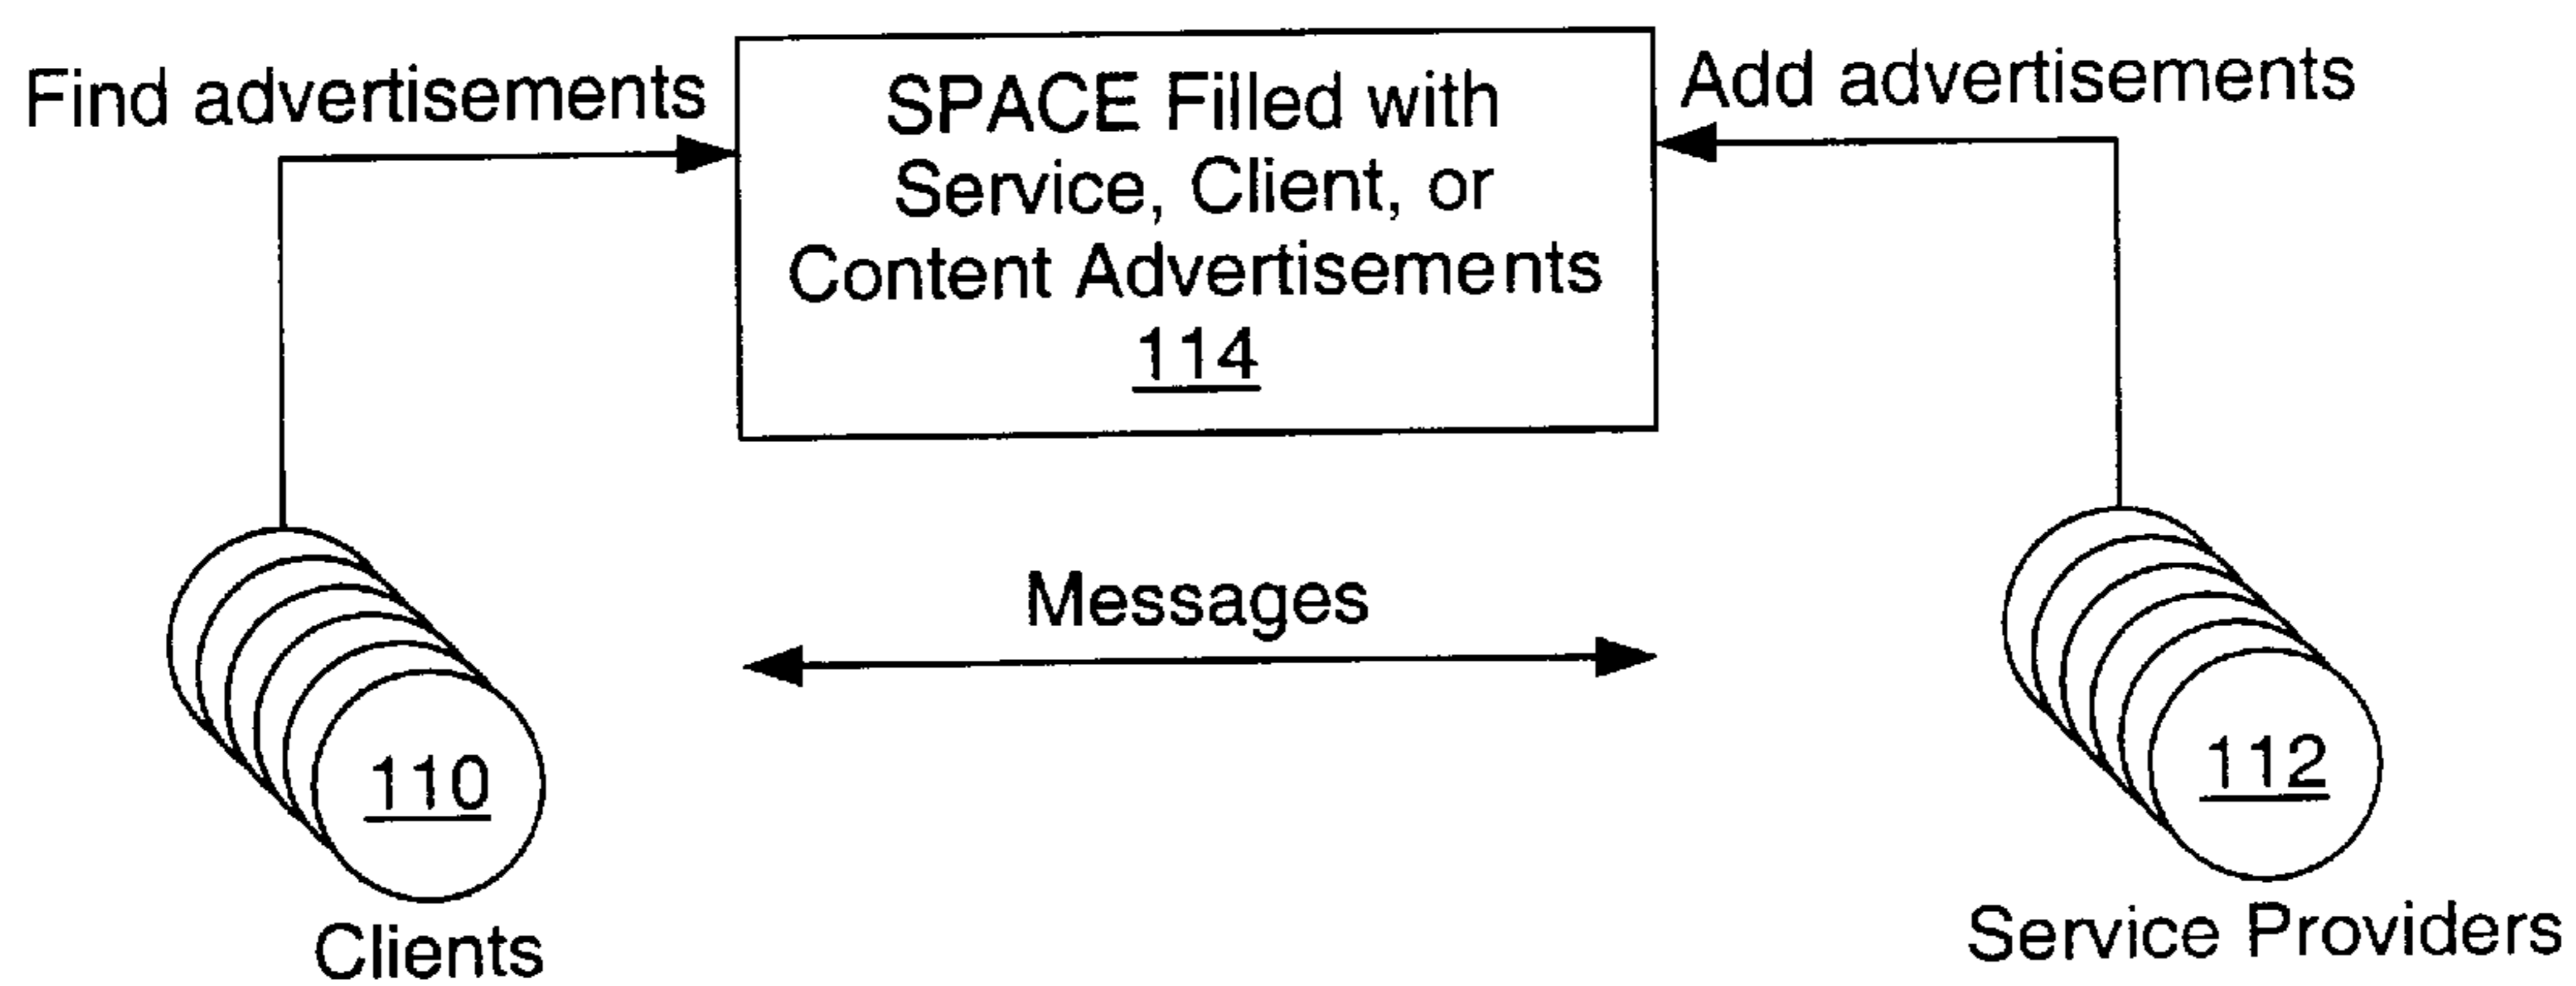 Find advertisements
SPACE Filled with
Service, Client, or
Content Advertisements
114
Add advertisements
Messages
110
112
Clients
Service Providers